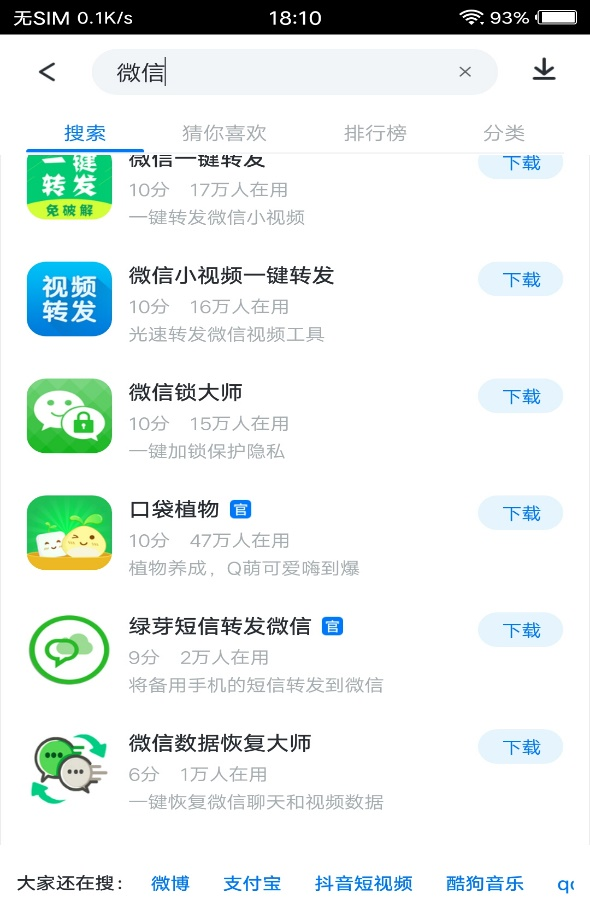 无SIM 0.1K/s 18:10 93%
微信
搜索 猜你喜欢 排行榜 分类
一键
转发
免破解
微信一键转发
10分 17万人在用
一键转发微信小视频
下载
视频
转发
微信小视频一键转发
10分 16万人在用
光速转发微信视频工具
下载
微信锁大师
10分 15万人在用
一键加锁保护隐私
下载
口袋植物 官
10分 47万人在用
植物养成，Q萌可爱嗨到爆
下载
绿芽短信转发微信 官
9分 2万人在用
将备用手机的短信转发到微信
下载
微信数据恢复大师
6分 1万人在用
一键恢复微信聊天和视频数据
下载
大家还在搜： 微博 支付宝 抖音短视频 酷狗音乐